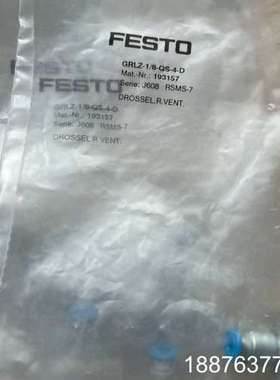 FESTO
GRLZ-1/8-QS-4-D
Mat.-Nr.: 193157
Serie: J608 RSMS-7
DROSSEL.R.VENT.
FESTO
GRLZ-1/8-QS-4-D
Mat.-Nr.: 193157
Serie: J608 RSMS-7
DROSSEL.R.VENT.
18876377